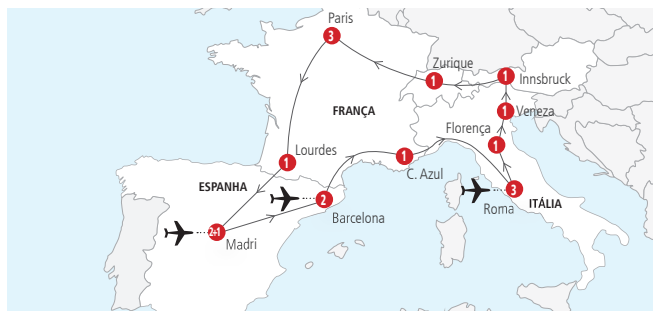 Paris
3
Zurique
1
1
Innsbruck
FRANÇA
1
Veneza
Florença
1
Lourdes
1
1
C. Azul
ESPANHA
2
Barcelona
3
Roma
ITÁLIA
2+1
Madri